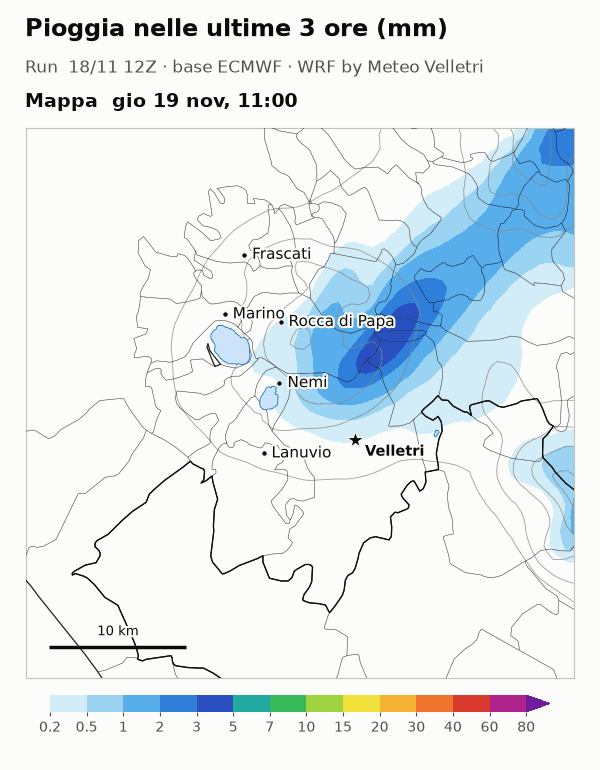 Pioggia nelle ultime 3 ore (mm)
Run  18/11 12Z · base ECMWF · WRF by Meteo Velletri
Mappa  gio 19 nov, 11:00
Frascati
Marino
Rocca di Papa
Nemi
Velletri
Lanuvio
10 km
0.2 0.5 1 2 3 5 7 10 15 20 30 40 60 80